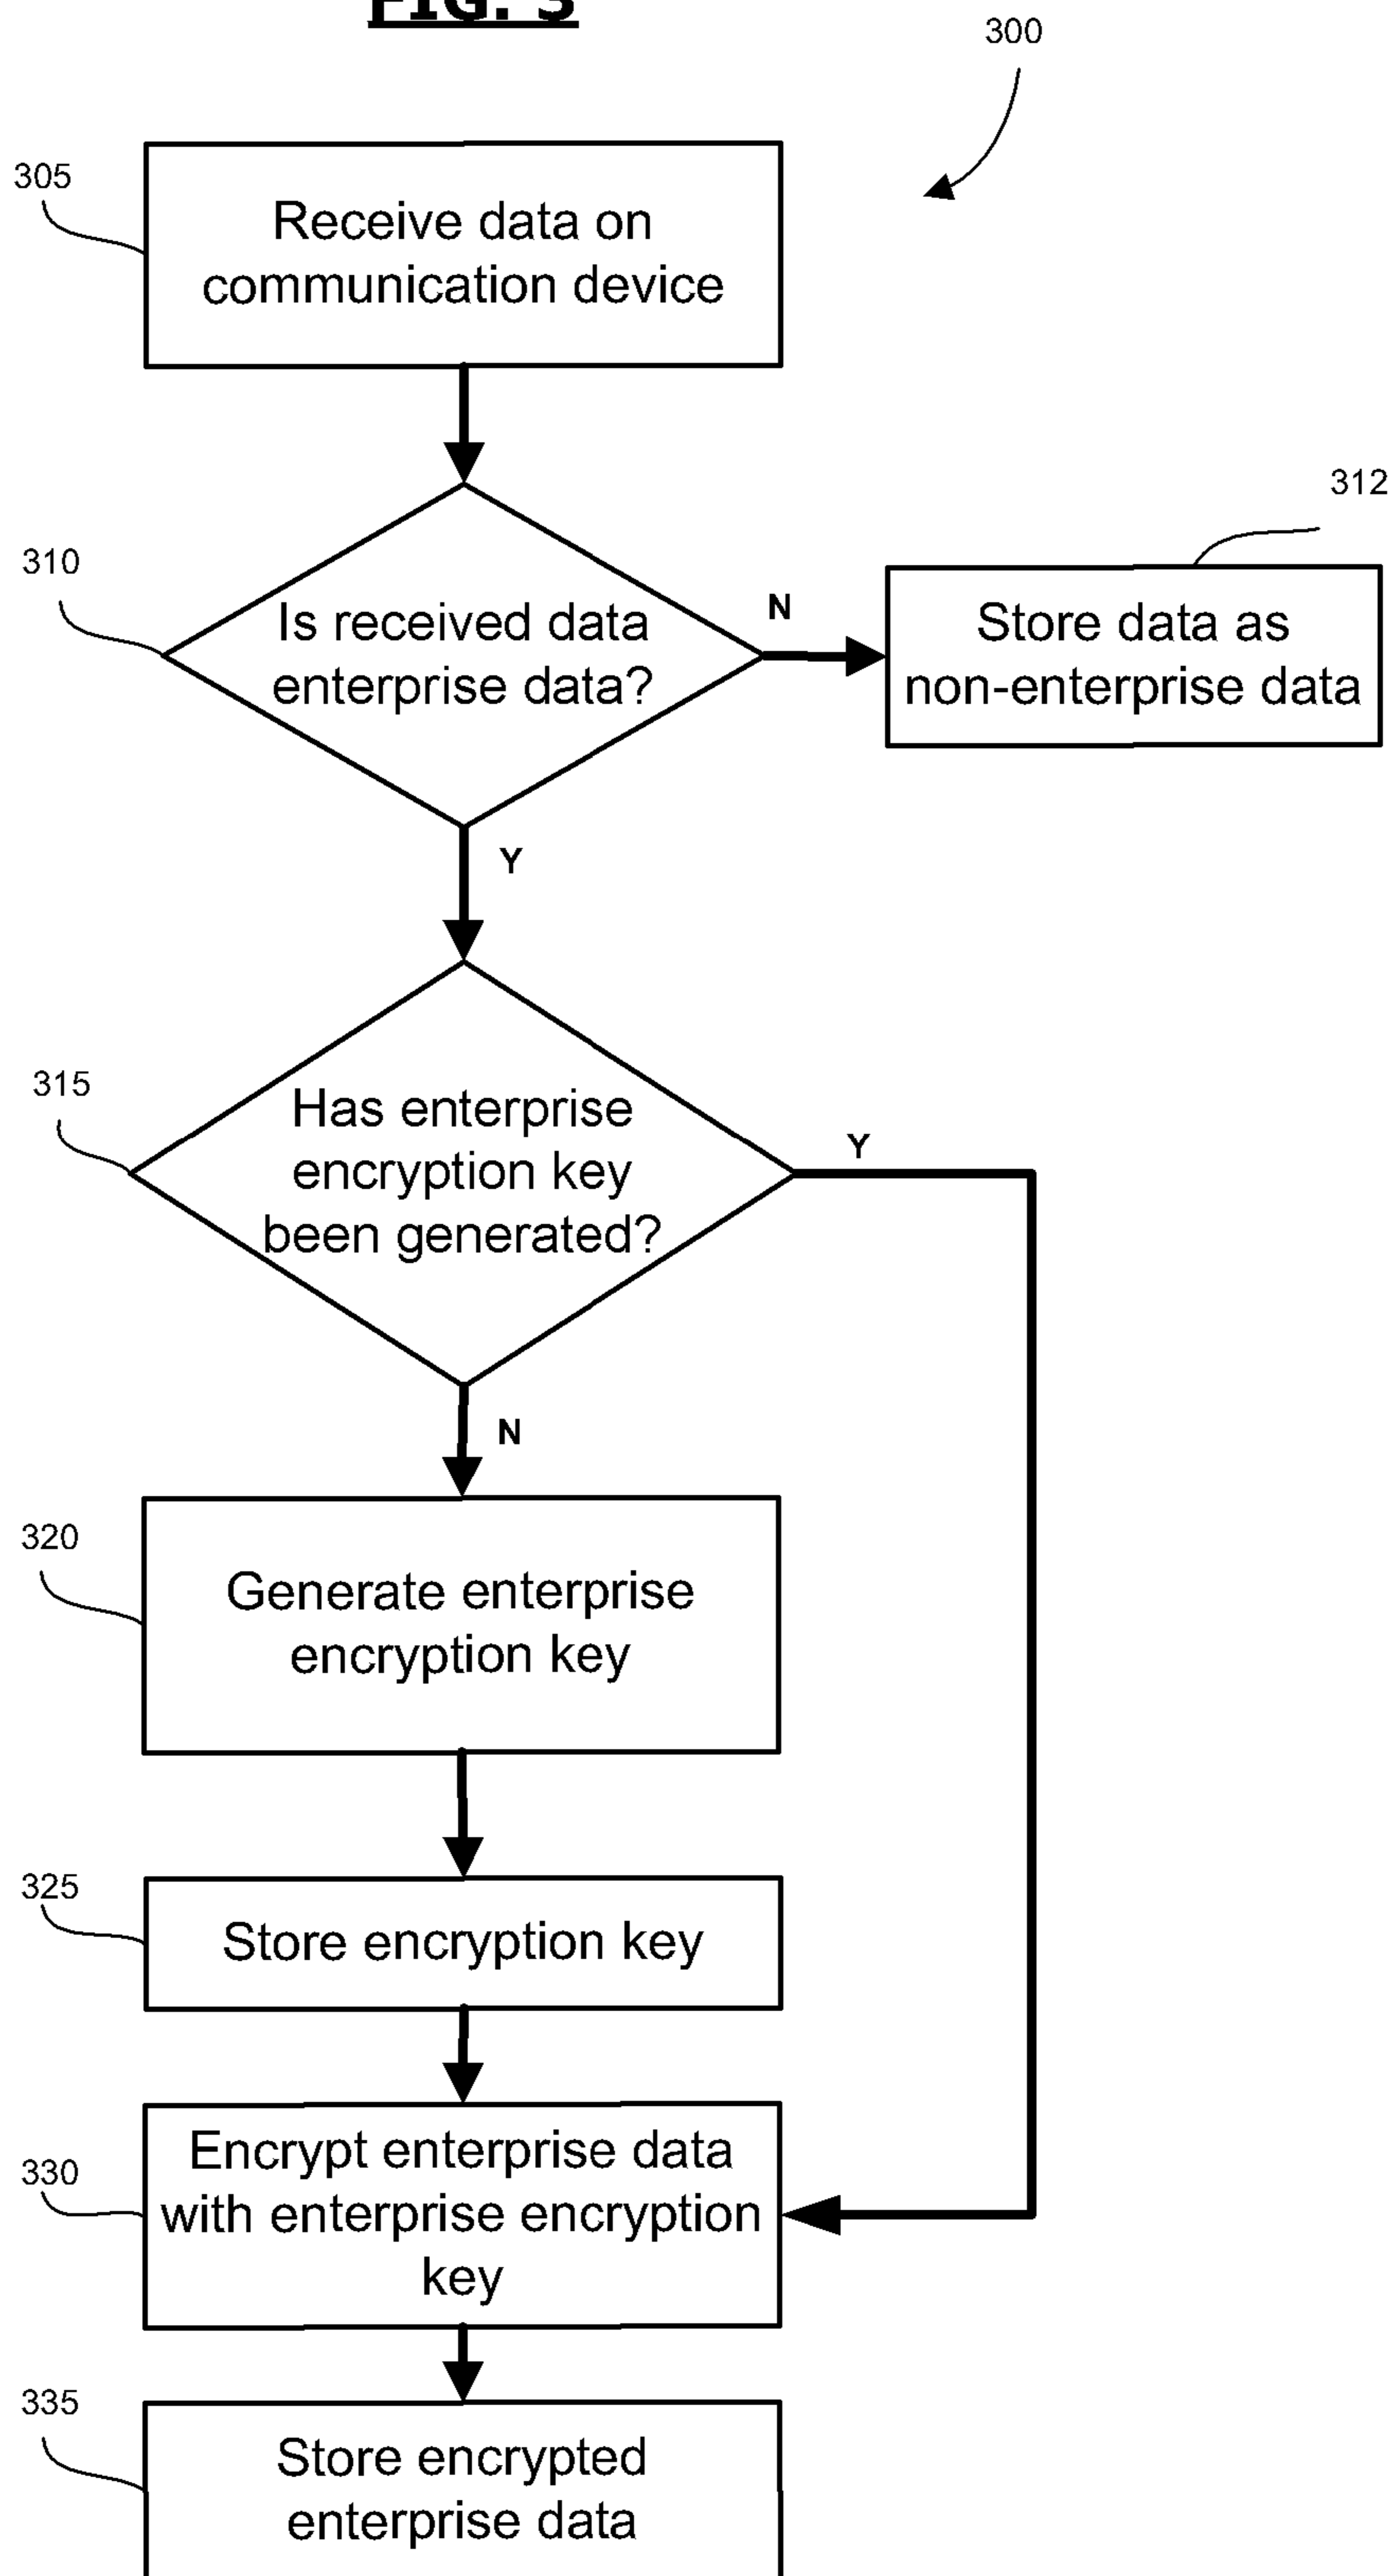 FIG. 3
300
305
Receive data on
communication device
312
310
Is received data
enterprise data?
N
Store data as
non-enterprise data
Y
315
Has enterprise
encryption key
been generated?
Y
N
320
Generate enterprise
encryption key
325
Store encryption key
330
Encrypt enterprise data
with enterprise encryption
key
335
Store encrypted
enterprise data